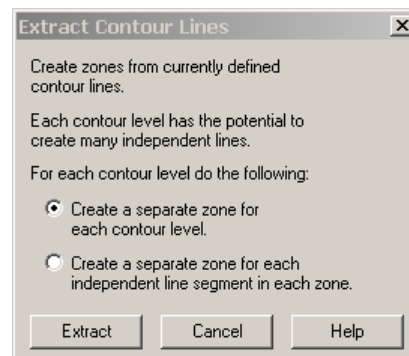 Extract Contour Lines
Create zones from currently defined
contour lines.
Each contour level has the potential to
create many independent lines.
For each contour level do the following:
Create a separate zone for
each contour level.
Create a separate zone for each
independent line segment in each zone.
Extract Cancel Help